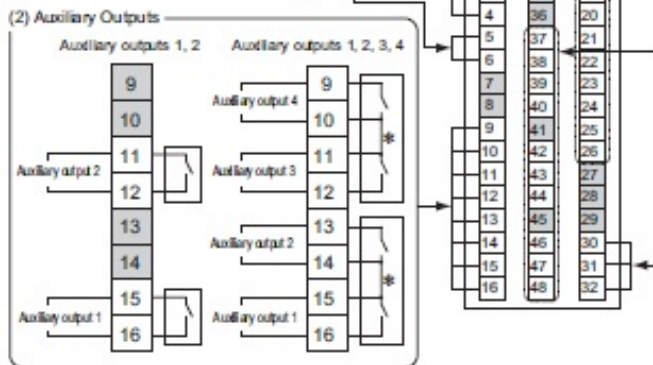 (2) Auxiliary Outputs
Auxiliary outputs 1, 2
Auxiliary outputs 1, 2, 3, 4
9
10
Auxiliary output 2
11
12
13
14
Auxiliary output 1
15
16
Auxiliary output 4
9
10
*
Auxiliary output 3
11
12
Auxiliary output 2
13
14
*
Auxiliary output 1
15
16
4 36 20
5 37 21
6 38 22
7 39 23
8 40 24
9 41 25
10 42 26
11 43 27
12 44 28
13 45 29
14 46 30
15 47 31
16 48 32